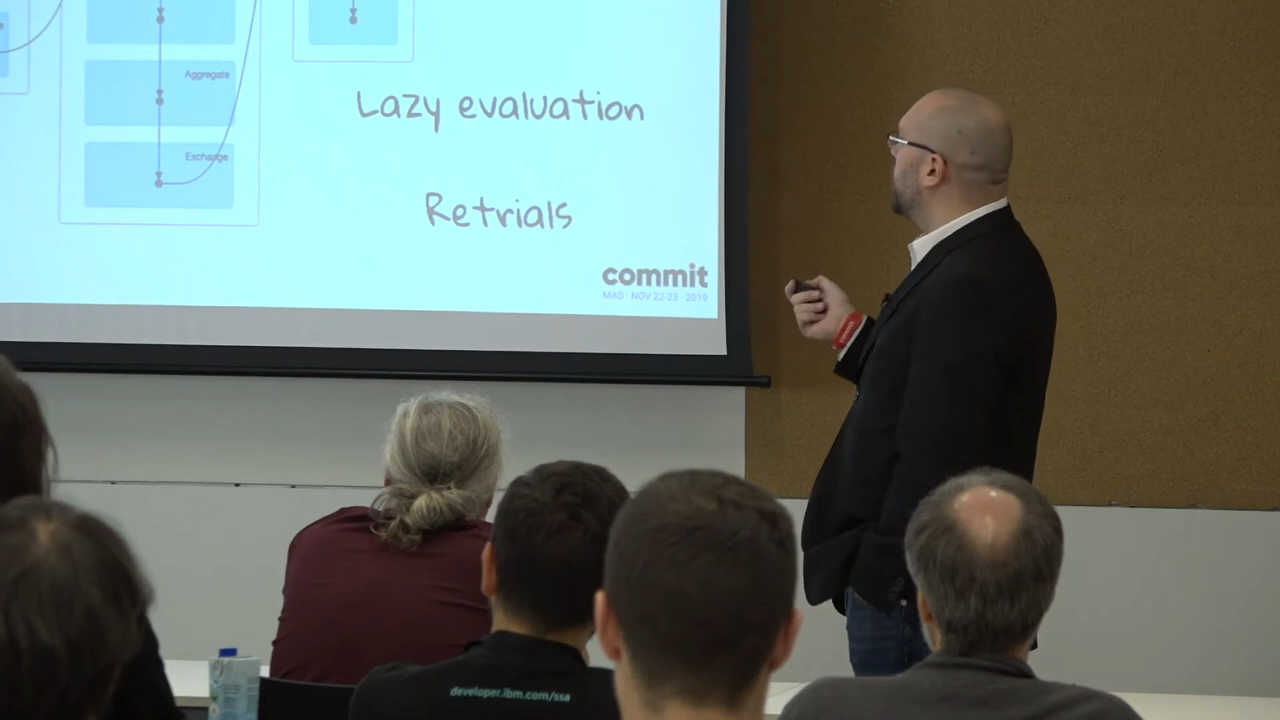 Aggregate
Exchange
Lazy evaluation
Retrials
commit
MAD · NOV 22-23 · 2019
developer.ibm.com/ssa